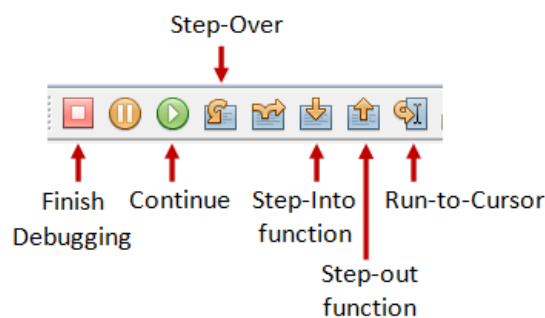 Step-Over
Finish
Debugging
Continue
Step-Into
function
Step-out
function
Run-to-Cursor